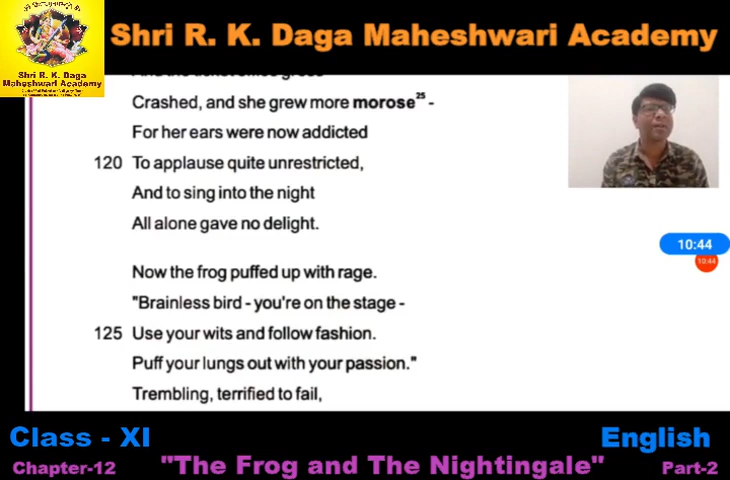 Shri R. K. Daga Maheshwari Academy
Shri R. K. Daga
Maheshwari Academy
Crashed, and she grew more morose25 -
For her ears were now addicted
120 To applause quite unrestricted,
And to sing into the night
All alone gave no delight.
10:44
10:44
Now the frog puffed up with rage.
"Brainless bird - you're on the stage -
125 Use your wits and follow fashion.
Puff your lungs out with your passion."
Trembling, terrified to fail,
Class - XI
English
Chapter-12
"The Frog and The Nightingale"
Part-2